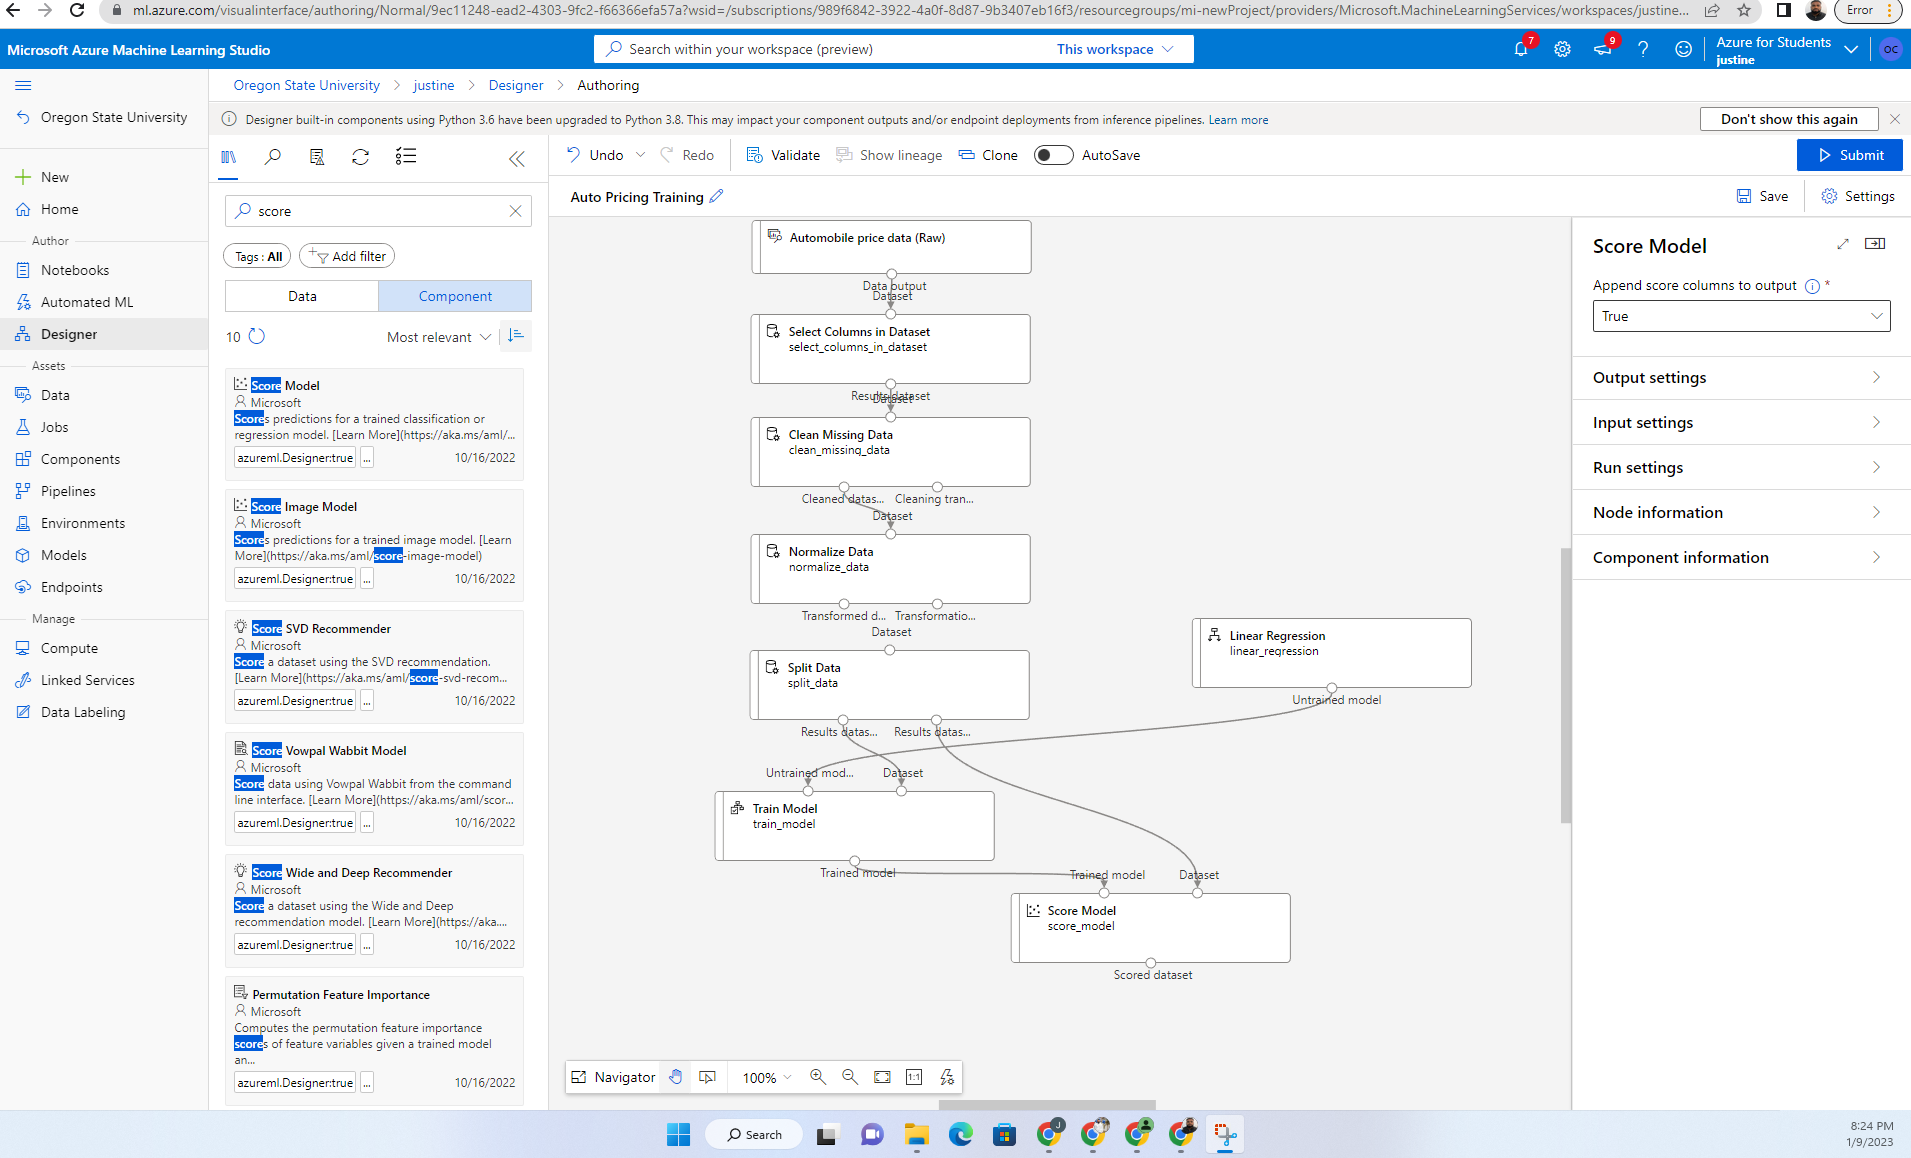 ml.azure.com/visualinterface/authoring/Normal/9ec11248-ead2-4303-9fc2-f66366efa57a?wsid=/subscriptions/989f6842-3922-4a0f-8d87-9b3407eb16f3/resourcegroups/mi-newProject/providers/Microsoft.MachineLearningServices/workspaces/justine...
Error
Microsoft Azure Machine Learning Studio
Search within your workspace (preview)
This workspace
7
9
?
Azure for Students
justine
OC
Oregon State University
Oregon State University > justine > Designer > Authoring
Designer built-in components using Python 3.6 have been upgraded to Python 3.8. This may impact your component outputs and/or endpoint deployments from inference pipelines. Learn more
Don't show this again
New
Home
Author
Notebooks
Automated ML
Designer
Assets
Data
Jobs
Components
Pipelines
Environments
Models
Endpoints
Manage
Compute
Linked Services
Data Labeling
score
Tags : All
Add filter
Data
Component
10
Most relevant
Score Model
Microsoft
Scores predictions for a trained classification or
regression model. [Learn More](https://aka.ms/aml/...
azureml.Designer:true
...
10/16/2022
Score Image Model
Microsoft
Scores predictions for a trained image model. [Learn
More](https://aka.ms/aml/score-image-model)
azureml.Designer:true
...
10/16/2022
Score SVD Recommender
Microsoft
Score a dataset using the SVD recommendation.
[Learn More](https://aka.ms/aml/score-svd-recom...
azureml.Designer:true
...
10/16/2022
Score Vowpal Wabbit Model
Microsoft
Score data using Vowpal Wabbit from the command
line interface. [Learn More](https://aka.ms/aml/scor...
azureml.Designer:true
...
10/16/2022
Score Wide and Deep Recommender
Microsoft
Score a dataset using the Wide and Deep
recommendation model. [Learn More](https://aka....
azureml.Designer:true
...
10/16/2022
Permutation Feature Importance
Microsoft
Computes the permutation feature importance
scores of feature variables given a trained model
an...
azureml.Designer:true
...
10/16/2022
Undo
Redo
Validate
Show lineage
Clone
AutoSave
Submit
Auto Pricing Training
Save
Settings
Automobile price data (Raw)
Data output
Dataset
Select Columns in Dataset
select_columns_in_dataset
Results dataset
Dataset
Clean Missing Data
clean_missing_data
Cleaned datas...
Cleaning tran...
Dataset
Normalize Data
normalize_data
Transformed d...
Transformatio...
Dataset
Split Data
split_data
Results datas...
Results datas...
Linear Regression
linear_regression
Untrained model
Untrained mod...
Dataset
Train Model
train_model
Trained model
Trained model
Dataset
Score Model
score_model
Scored dataset
Navigator
100%
1:1
Score Model
Append score columns to output *
True
Output settings
Input settings
Run settings
Node information
Component information
Search
J
8:24 PM
1/9/2023